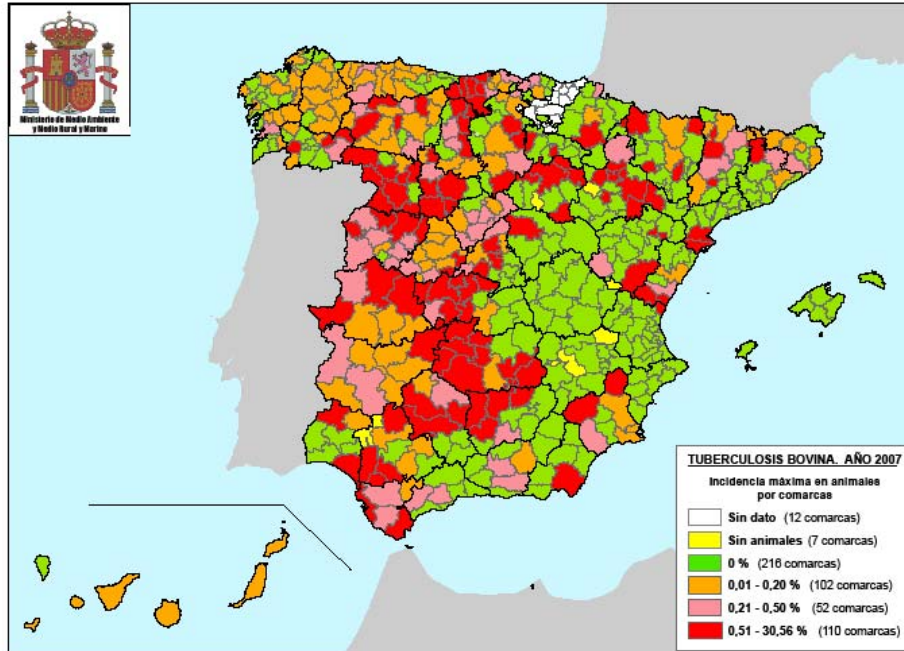 Ministerio de Medio Ambiente
y Medio Rural y Marino
TUBERCULOSIS BOVINA. AÑO 2007
Incidencia máxima en animales
por comarcas
Sin dato (12 comarcas)
Sin animales (7 comarcas)
0 % (216 comarcas)
0,01 - 0,20 % (102 comarcas)
0,21 - 0,50 % (52 comarcas)
0,51 - 30,56 % (110 comarcas)